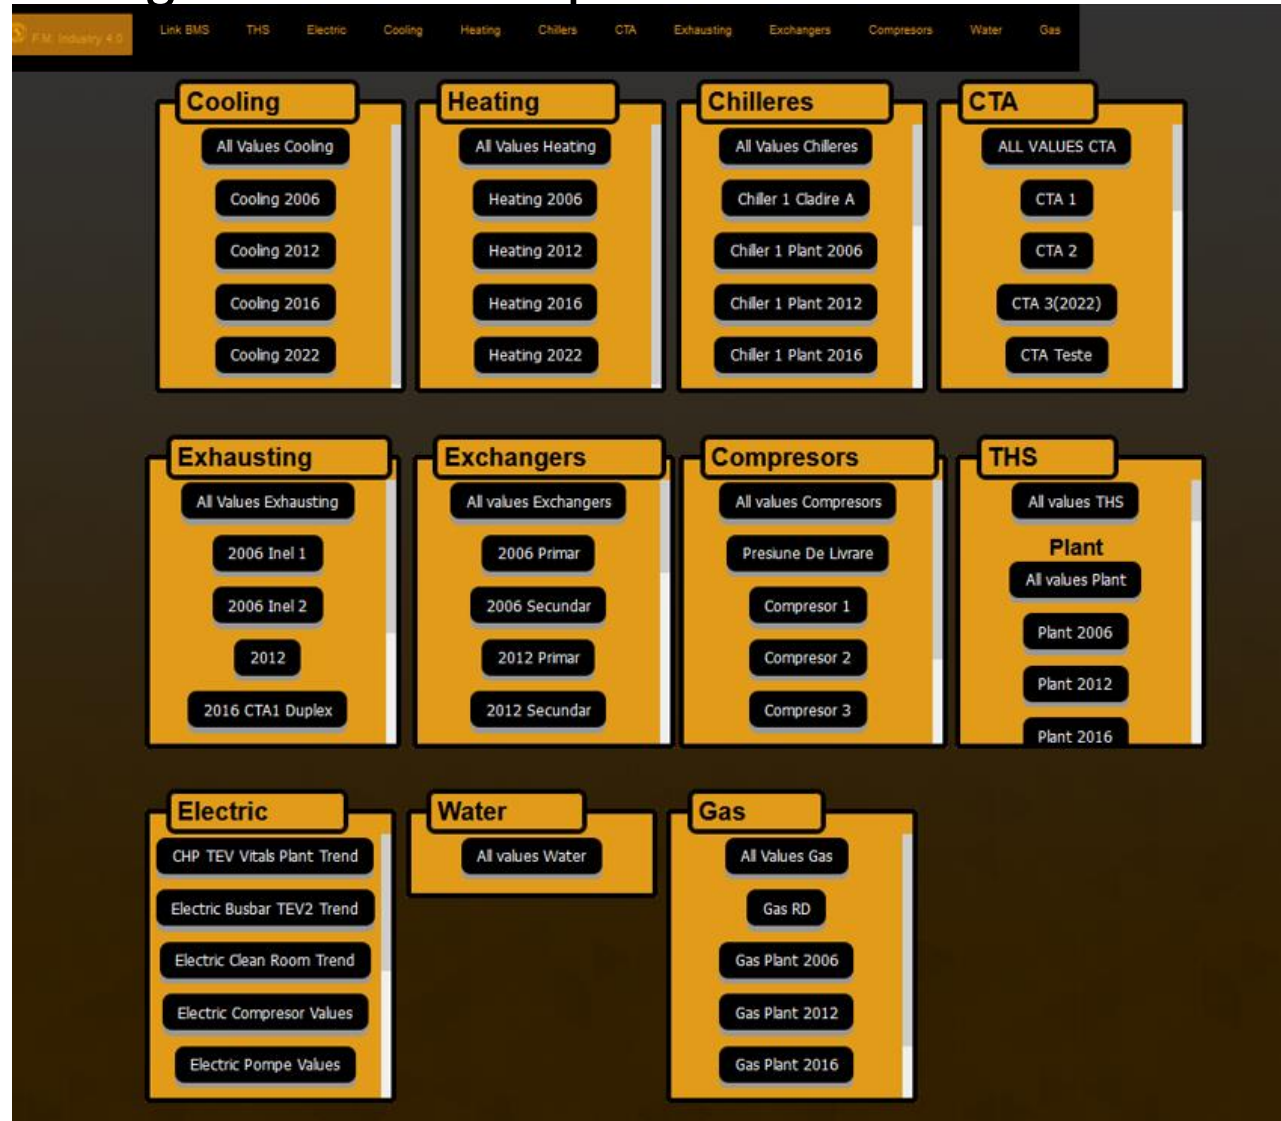 F.M. Industry 4.0
Link BMS THS Electric Cooling Heating Chillers CTA Exhausting Exchangers Compresors Water Gas
Cooling
All Values Cooling
Cooling 2006
Cooling 2012
Cooling 2016
Cooling 2022
Heating
All Values Heating
Heating 2006
Heating 2012
Heating 2016
Heating 2022
Chilleres
All Values Chilleres
Chiller 1 Cladire A
Chiller 1 Plant 2006
Chiller 1 Plant 2012
Chiller 1 Plant 2016
CTA
ALL VALUES CTA
CTA 1
CTA 2
CTA 3(2022)
CTA Teste
Exhausting
All Values Exhausting
2006 Inel 1
2006 Inel 2
2012
2016 CTA1 Duplex
Exchangers
All values Exchangers
2006 Primar
2006 Secundar
2012 Primar
2012 Secundar
Compresors
All values Compresors
Presiune De Livrare
Compresor 1
Compresor 2
Compresor 3
THS
All values THS
Plant
All values Plant
Plant 2006
Plant 2012
Plant 2016
Electric
CHP TEV Vitals Plant Trend
Electric Busbar TEV2 Trend
Electric Clean Room Trend
Electric Compresor Values
Electric Pompe Values
Water
All values Water
Gas
All Values Gas
Gas RD
Gas Plant 2006
Gas Plant 2012
Gas Plant 2016